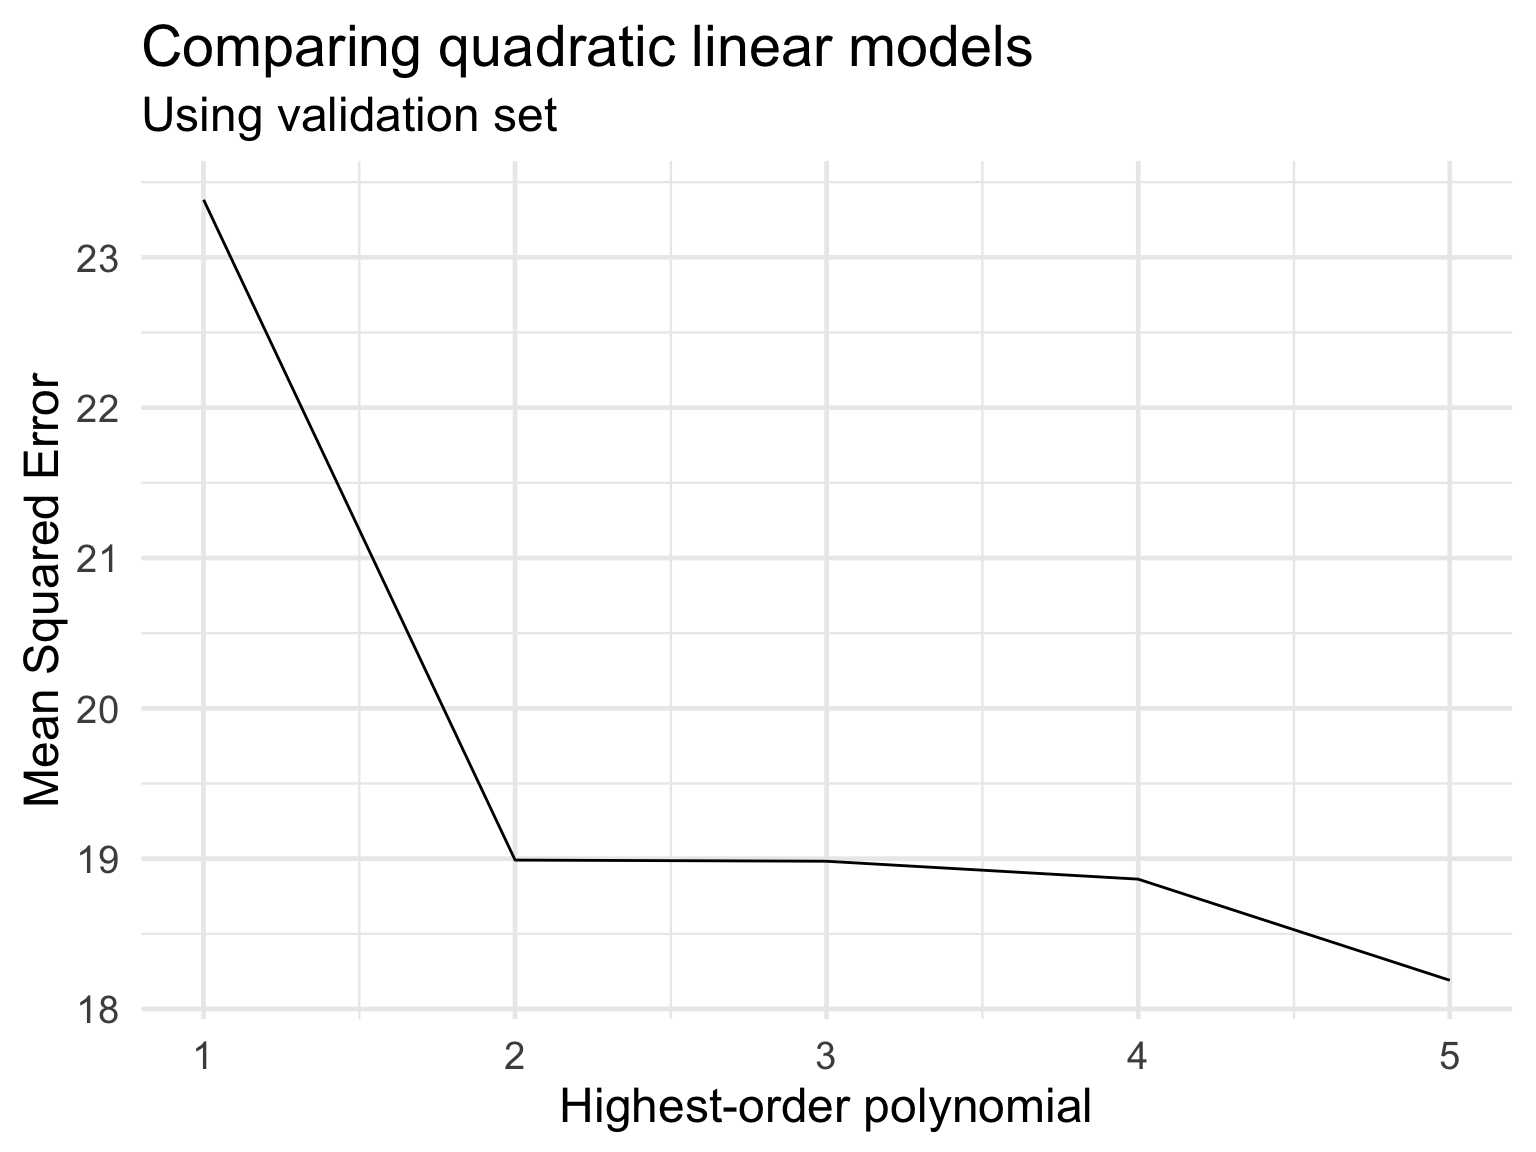 Comparing quadratic linear models
Using validation set
Mean Squared Error
23
22
21
20
19
18
1 2 3 4 5
Highest-order polynomial